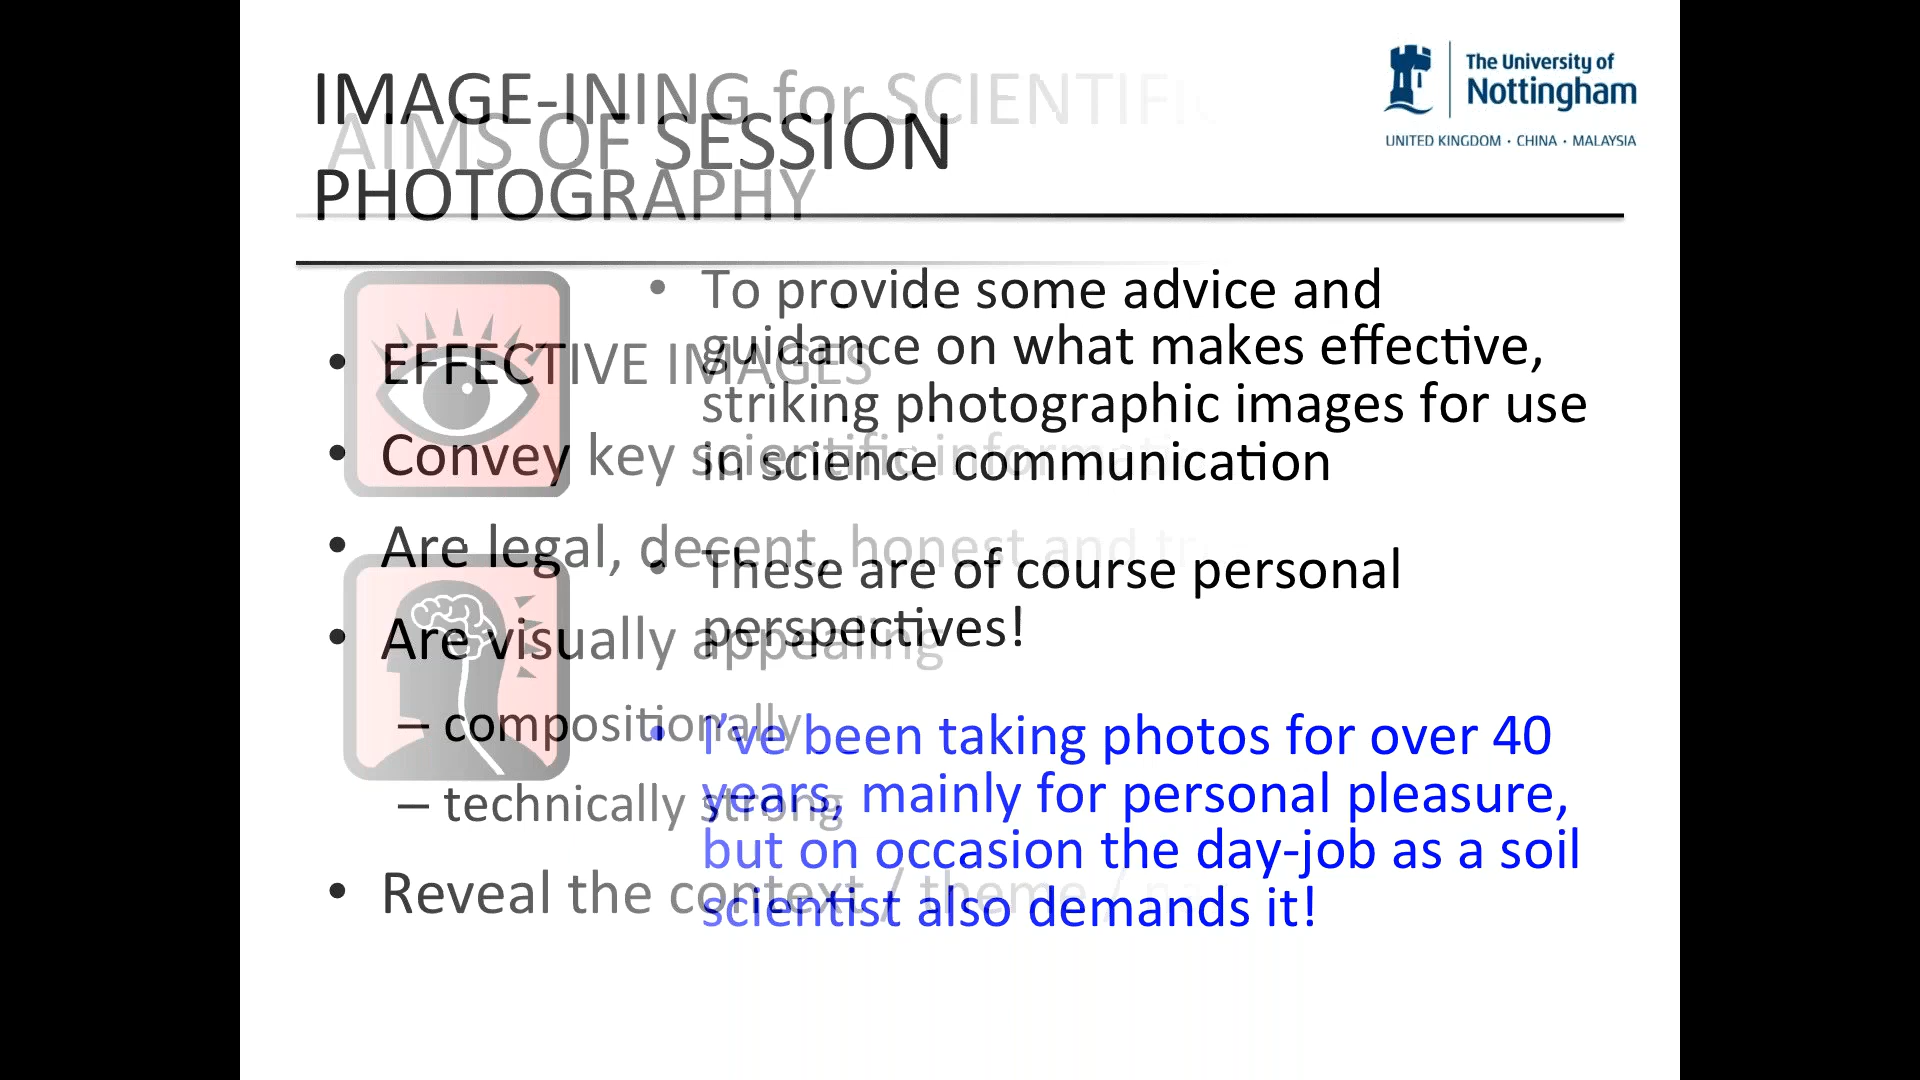 IMAGE-INING for SCIENTIFI
PHOTOGRAPHY
• EFFECTIVE IMAGES
• Convey key scientific
• Are legal, decent, honest and
• Are visually appealing
– compositionally
– technically strong
• Reveal the context / theme /
AIMS OF SESSION
• To provide some advice and
guidance on what makes effective,
striking photographic images for use
in science communication
• These are of course personal
perspectives!
• I've been taking photos for over 40
years, mainly for personal pleasure,
but on occasion the day-job as a soil
scientist also demands it!
The University of
Nottingham
UNITED KINGDOM • CHINA • MALAYSIA